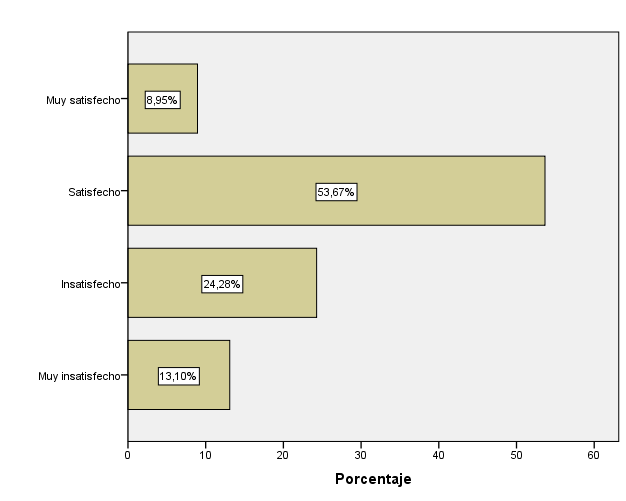 Muy satisfecho 8,95%
Satisfecho 53,67%
Insatisfecho 24,28%
Muy insatisfecho 13,10%
0 10 20 30 40 50 60
Porcentaje